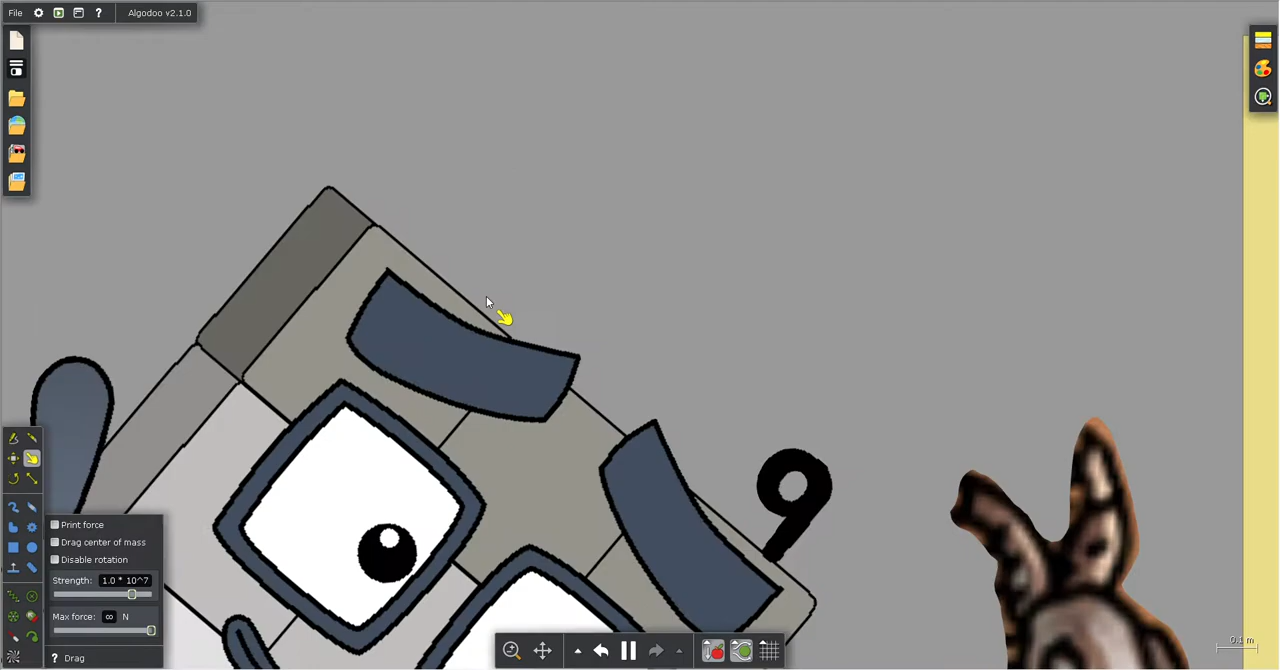 File ? Algodoo v2.1.0
9
Print force
Drag center of mass
Disable rotation
Strength: 1.0 * 10^7
Max force: ∞ N
? Drag
0.1 m